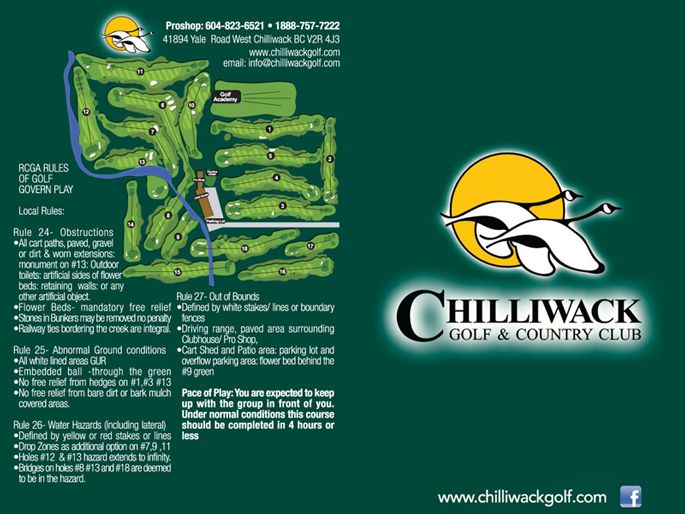 Proshop: 604-823-6521 • 1888-757-7222
41894 Yale Road West Chilliwack BC V2R 4J3
www.chilliwackgolf.com
email: info@chilliwackgolf.com
11
12
6
10
7
13
Golf
Academy
1
5
2
4
3
8
9
14
18
17
15
16
Parking Lot
RCGA RULES
OF GOLF
GOVERN PLAY
Local Rules:
Rule 24- Obstructions
•All cart paths, paved, gravel
or dirt & worn extensions:
monument on #13: Outdoor
toilets: artificial sides of flower
beds: retaining walls: or any
other artificial object.
•Flower Beds- mandatory free relief
•Stones in Bunkers may be removed no penalty
•Railway ties bordering the creek are integral.
Rule 25- Abnormal Ground conditions
•All white lined areas GUR
•Embedded ball -through the green
•No free relief from hedges on #1,#3 #13
•No free relief from bare dirt or bark mulch
covered areas.
Rule 26- Water Hazards (including lateral)
•Defined by yellow or red stakes or lines
•Drop Zones as additional option on #7,9 ,11
•Holes #12 & #13 hazard extends to infinity.
•Bridges on holes #8 #13 and #18 are deemed
to be in the hazard.
Rule 27- Out of Bounds
•Defined by white stakes/ lines or boundary
fences
•Driving range, paved area surrounding
Clubhouse/ Pro Shop,
•Cart Shed and Patio area: parking lot and
overflow parking area: flower bed behind the
#9 green
Pace of Play: You are expected to keep
up with the group in front of you.
Under normal conditions this course
should be completed in 4 hours or
less
CHILLIWACK
GOLF & COUNTRY CLUB
www.chilliwackgolf.com
f